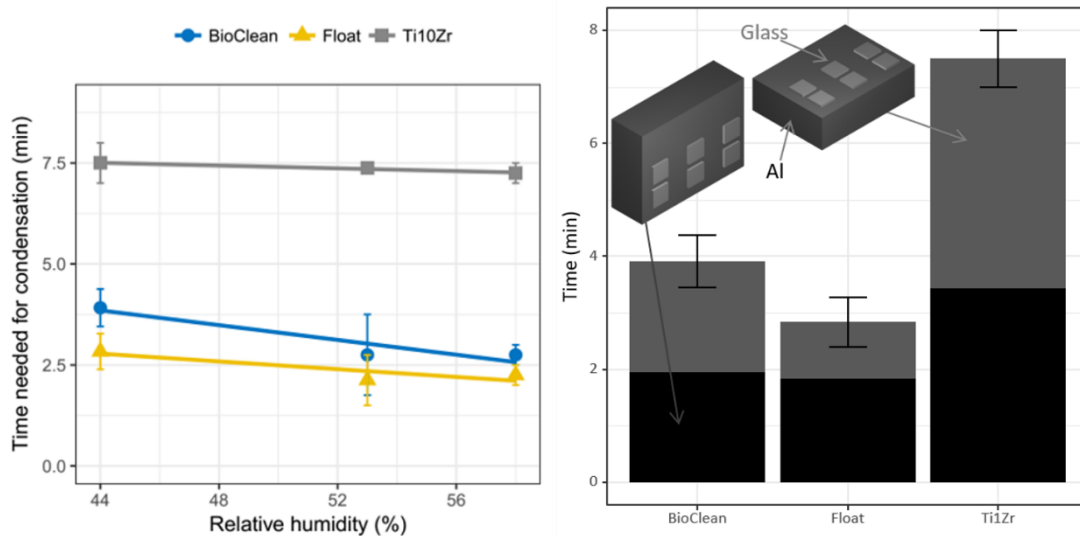 BioClean Float Ti10Zr
Time needed for condensation (min)
7.5
5.0
2.5
0.0
44 48 52 56
Relative humidity (%)
Time (min)
8
6
4
2
0
Glass
Al
BioClean Float Ti1Zr